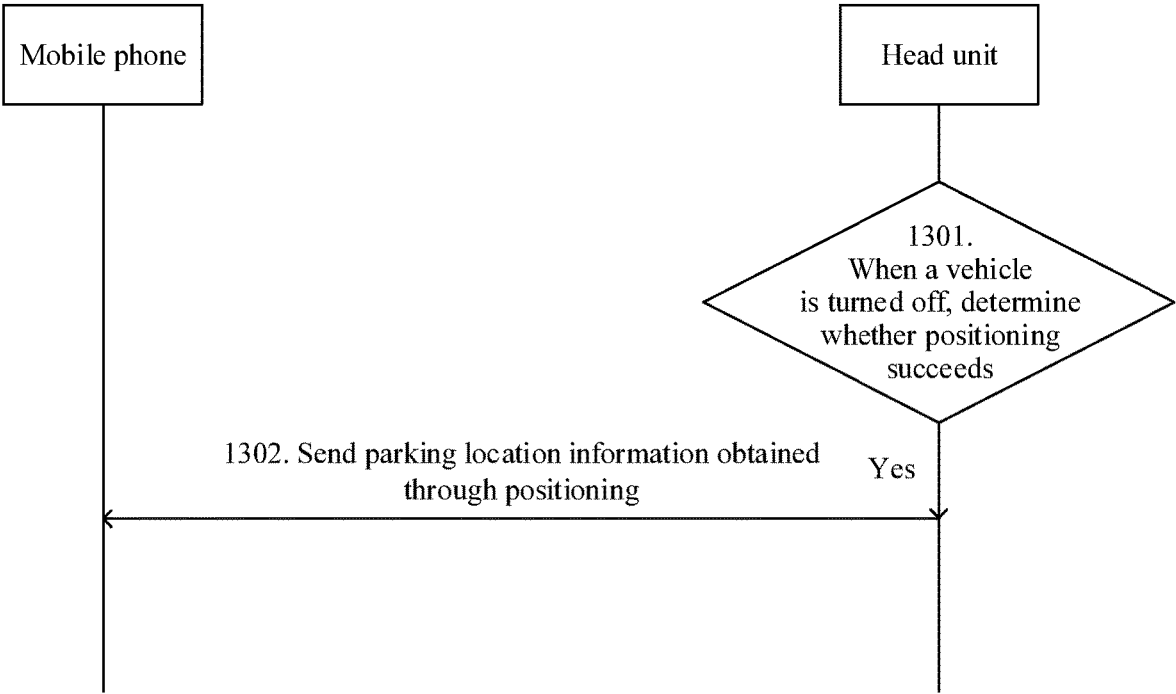 Mobile phone
Head unit
1301.
When a vehicle
is turned off, determine
whether positioning
succeeds
1302. Send parking location information obtained
through positioning
Yes